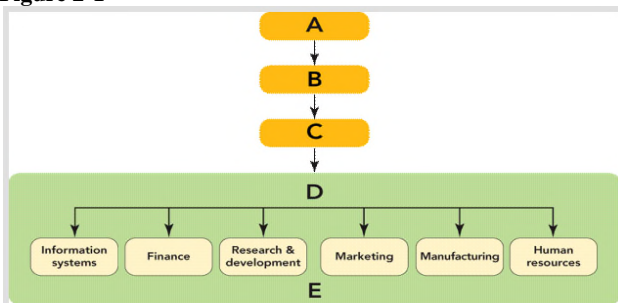 A
B
C
D
Information
systems
Finance
Research &
development
Marketing
Manufacturing
Human
resources
E